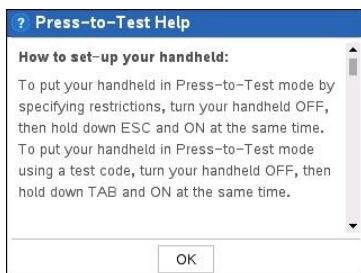 Press-to-Test Help
How to set-up your handheld:
To put your handheld in Press-to-Test mode by
specifying restrictions, turn your handheld OFF,
then hold down ESC and ON at the same time.
To put your handheld in Press-to-Test mode
using a test code, turn your handheld OFF, then
hold down TAB and ON at the same time.
OK